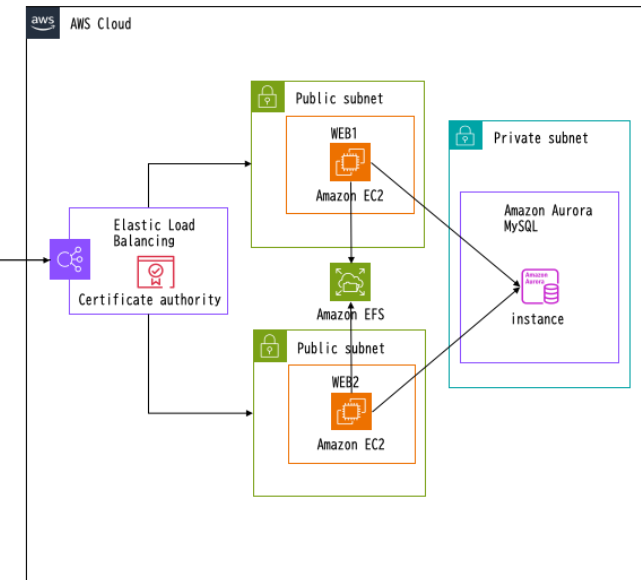 aws
AWS Cloud
Public subnet
WEB1
Amazon EC2
Private subnet
Amazon Aurora
MySQL
Amazon
Aurora
instance
Elastic Load
Balancing
Certificate authority
Amazon EFS
Public subnet
WEB2
Amazon EC2